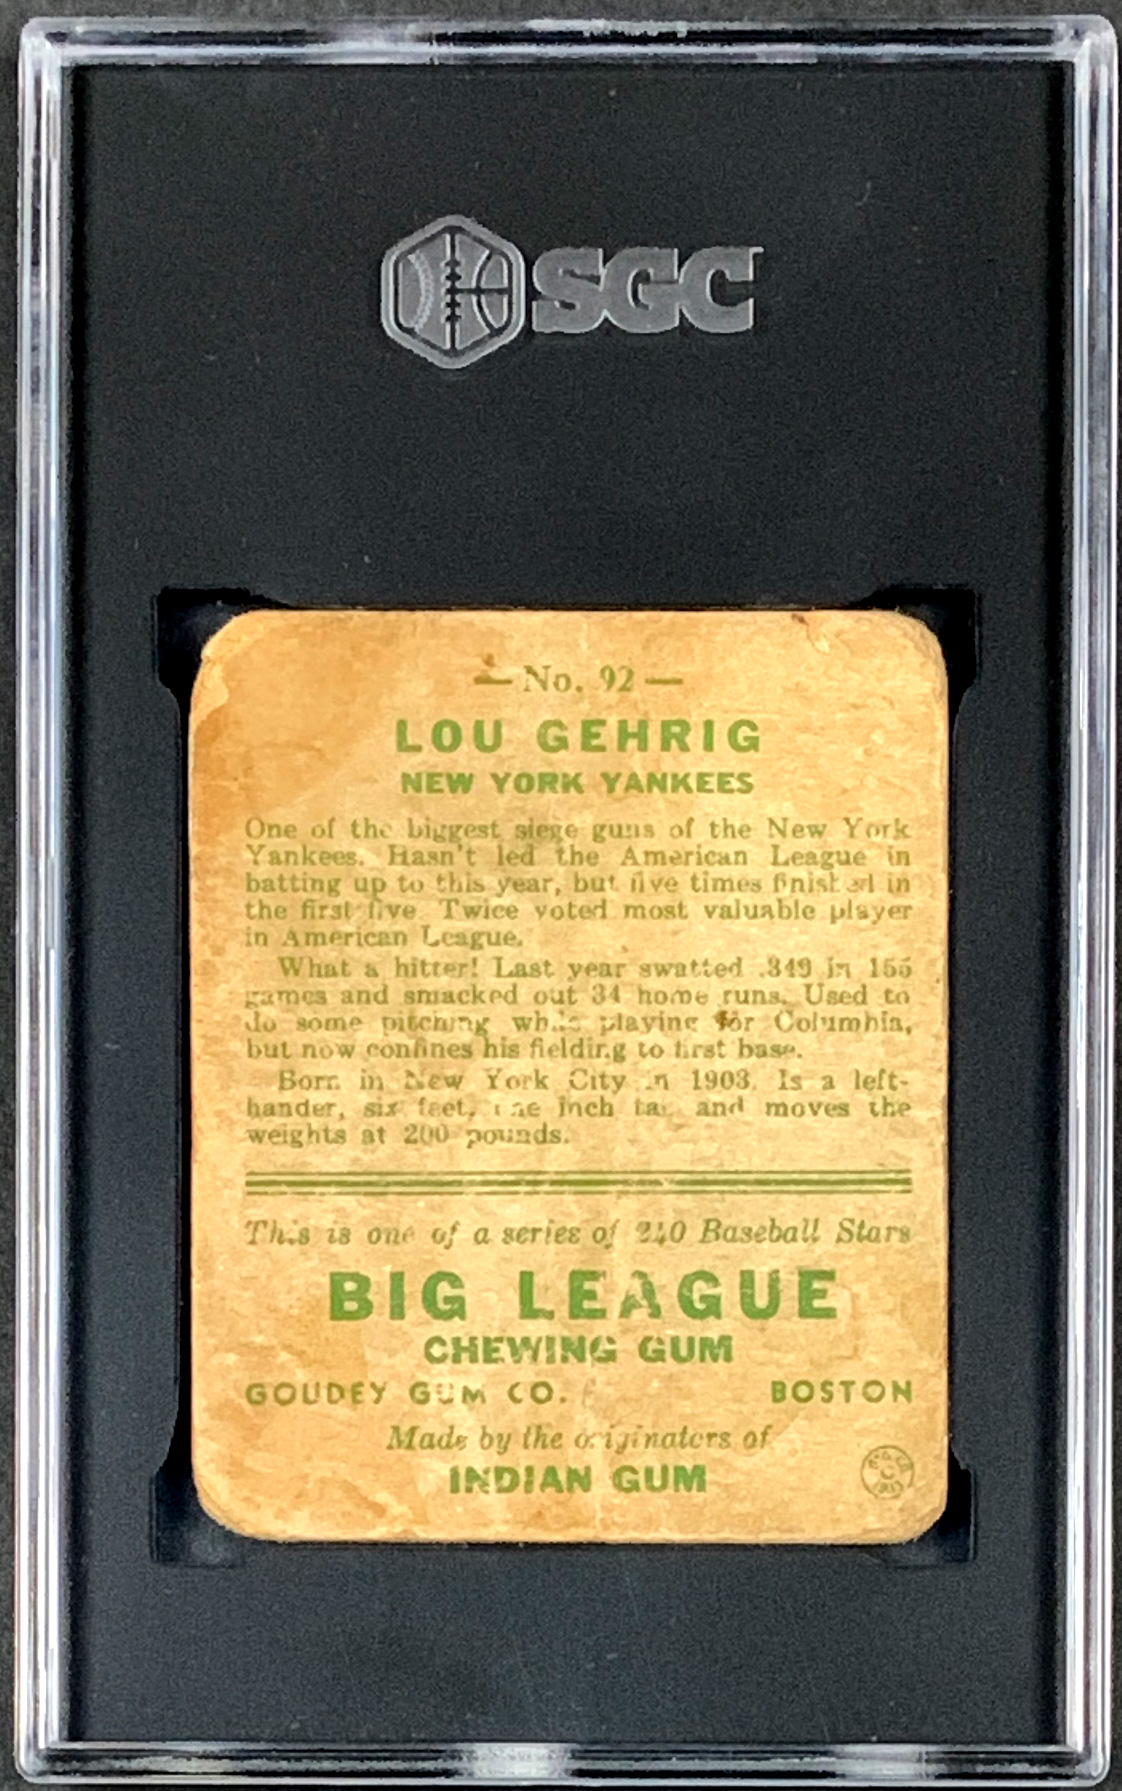 SGC
— No. 92 —
LOU GEHRIG
NEW YORK YANKEES
One of the biggest siege guns of the New York
Yankees. Hasn't led the American League in
batting up to this year, but five times finished in
the first five. Twice voted most valuable player
in American League.
What a hitter! Last year swatted .349 in 155
games and smacked out 34 home runs. Used to
do some pitching while playing for Columbia,
but now confines his fielding to first base.
Born in New York City in 1903. Is a left-
hander, six feet, one inch tall and moves the
weights at 200 pounds.
This is one of a series of 240 Baseball Stars
BIG LEAGUE
CHEWING GUM
GOUDEY GUM CO. BOSTON
Made by the originators of
INDIAN GUM